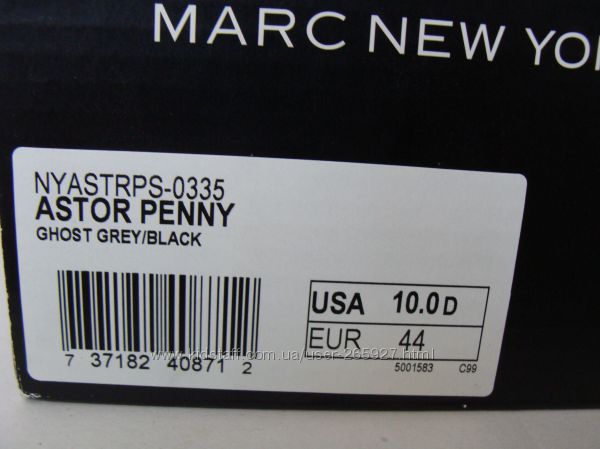 MARC NEW YO
NYASTRPS-0335
ASTOR PENNY
GHOST GREY/BLACK
USA 10.0 D
EUR 44
7 37182 40871 2
5001583 C99
www.kidstaff.com.ua/user-265927.html